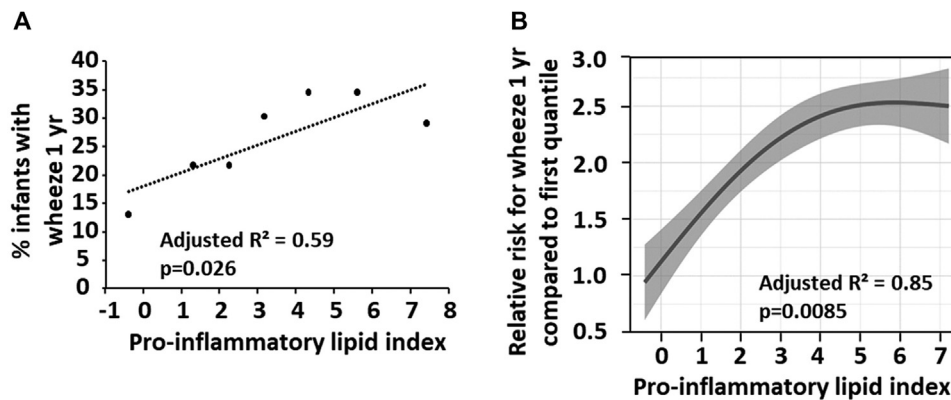 A
40
35
30
25
20
15
10
5
0
% infants with
wheeze 1 yr
Adjusted R² = 0.59
p=0.026
-1 0 1 2 3 4 5 6 7 8
Pro-inflammatory lipid index
B
3.0
2.5
2.0
1.5
1.0
0.5
Relative risk for wheeze 1 yr
compared to first quantile
Adjusted R² = 0.85
p=0.0085
0 1 2 3 4 5 6 7
Pro-inflammatory lipid index